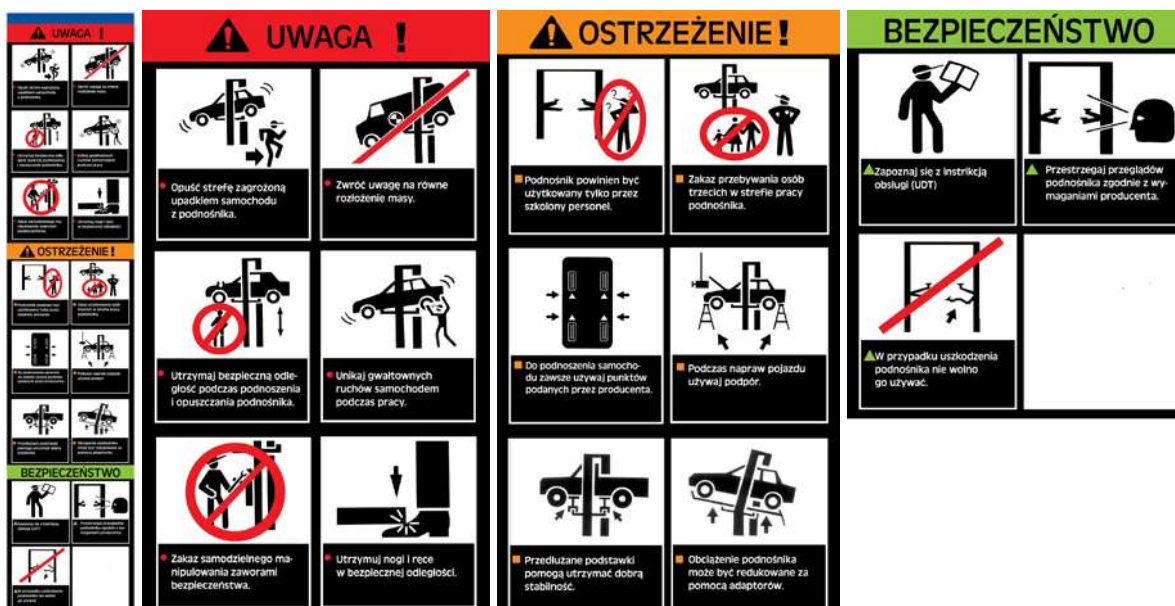 UWAGA !
OSTRZEŻENIE !
BEZPIECZEŃSTWO
UWAGA !
Opuść strefę zagrożoną
upadkiem samochodu
z podnośnika.
Zwróć uwagę na równe
rozłożenie masy.
Utrzymaj bezpieczną odle-
głość podczas podnoszenia
i opuszczania podnośnika.
Unikaj gwałtownych
ruchów samochodem
podczas pracy.
Zakaz samodzielnego ma-
nipulowania zaworami
bezpieczeństwa.
Utrzymuj nogi i ręce
w bezpiecznej odległości.
OSTRZEŻENIE !
Podnośnik powinien być
użytkowany tylko przez
szkolony personel.
Zakaz przebywania osób
trzecich w strefie pracy
podnośnika.
Do podnoszenia samocho-
du zawsze używaj punktów
podanych przez producenta.
Podczas napraw pojazdu
używaj podpór.
Przedłużane podstawki
pomogą utrzymać dobrą
stabilność.
Obciążenie podnośnika
może być redukowane za
pomocą adaptorów.
BEZPIECZEŃSTWO
Zapoznaj się z instrikcją
obsługi (UDT)
Przestrzegaj przeglądów
podnośnika zgodnie z wy-
maganiami producenta.
W przypadku uszkodzenia
podnośnika nie wolno
go używać.